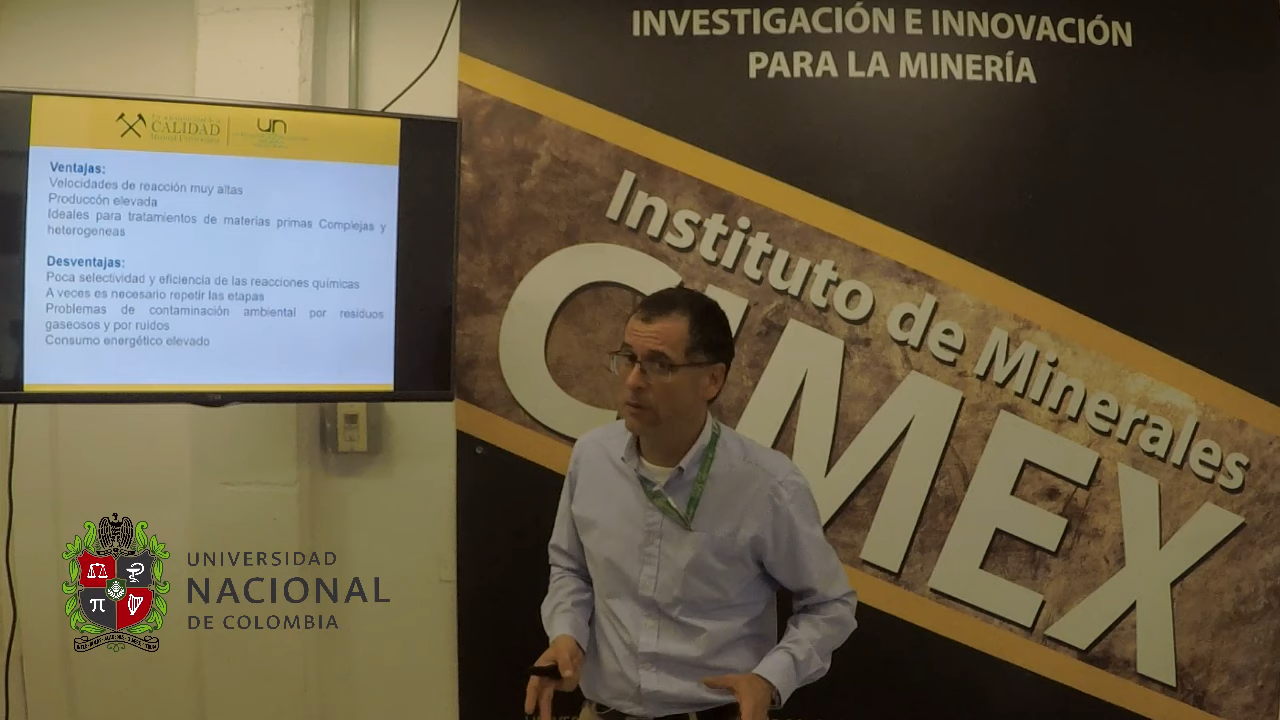 INVESTIGACIÓN E INNOVACIÓN
PARA LA MINERÍA
CALIDAD
un
Ventajas:
Velocidades de reacción muy altas
Produccón elevada
Ideales para tratamientos de materias primas Complejas y
heterogeneas
Desventajas:
Poca selectividad y eficiencia de las reacciones químicas
A veces es necesario repetir las etapas
Problemas de contaminación ambiental por residuos
gaseosos y por ruidos
Consumo energético elevado
Instituto de Minerales
CIMEX
UNIVERSIDAD
NACIONAL
DE COLOMBIA